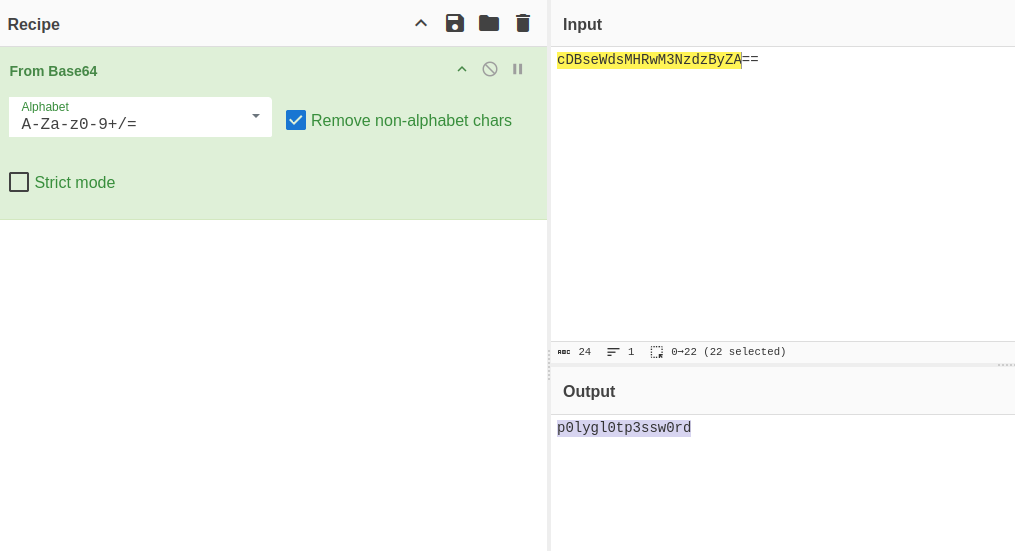 Recipe
From Base64
Alphabet
A-Za-z0-9+/=
Remove non-alphabet chars
Strict mode
Input
cDBseWdsMHRwM3NzdzByZA==
ABC 24 1 0→22 (22 selected)
Output
p0lygl0tp3ssw0rd